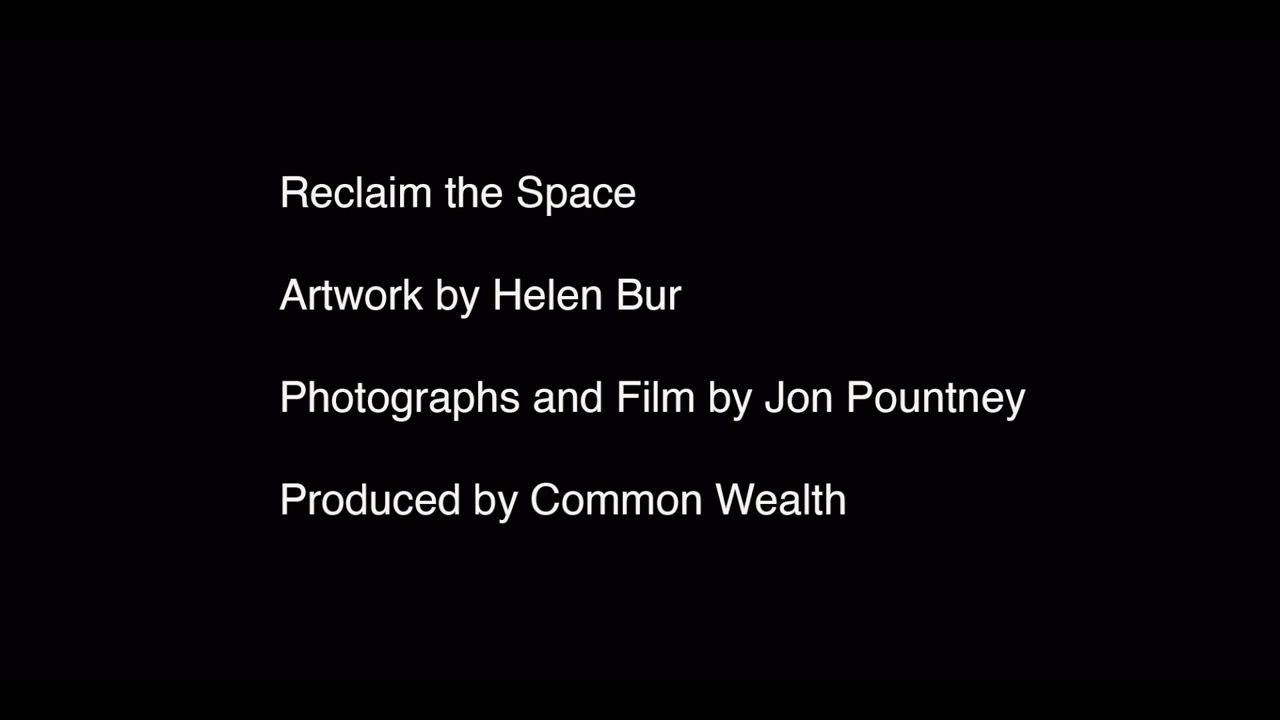 Reclaim the Space
Artwork by Helen Bur
Photographs and Film by Jon Pountney
Produced by Common Wealth